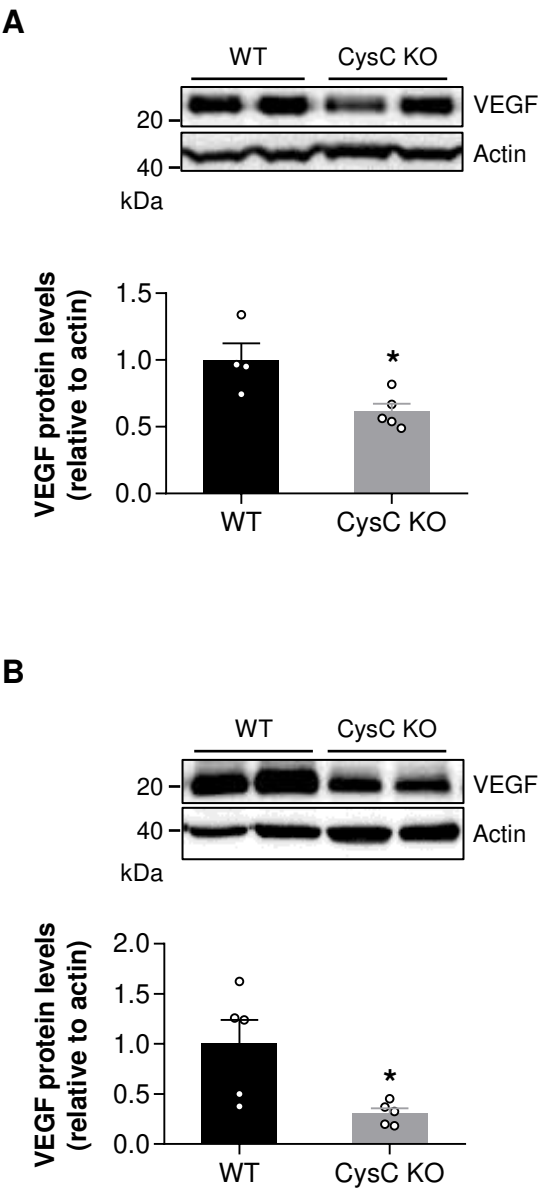 A
WT CysC KO
VEGF
20
Actin
40
kDa
VEGF protein levels
(relative to actin)
1.5
1.0
*
0.5
0.0
WT CysC KO
B
WT CysC KO
20 VEGF
40 Actin
kDa
VEGF protein levels
(relative to actin)
2.0
1.5
1.0
*
0.5
0.0
WT CysC KO